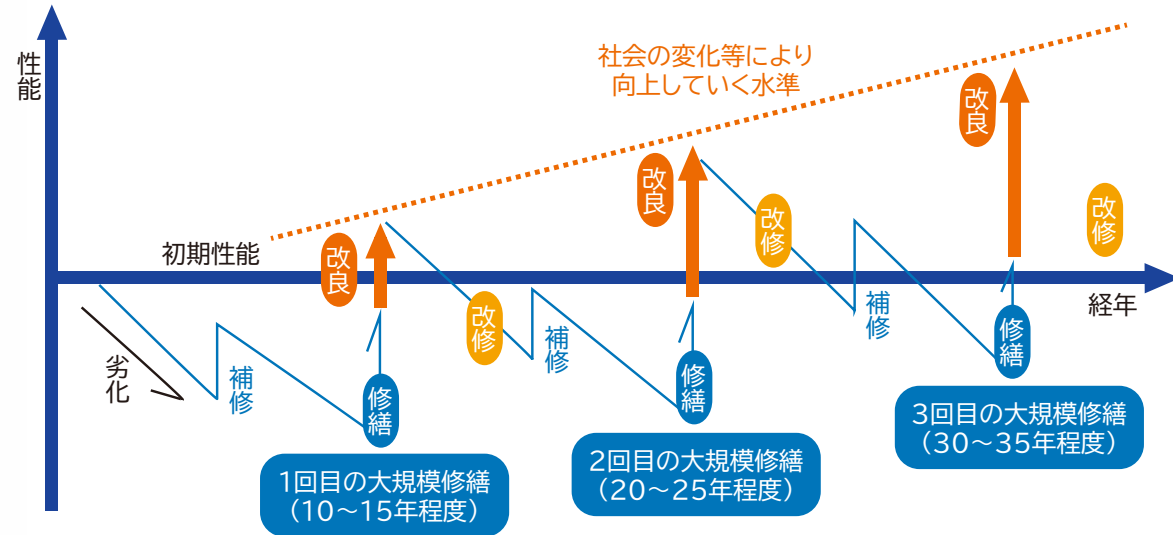 性能
社会の変化等により
向上していく水準
初期性能
経年
劣化
補修
修繕
改良
改修
補修
修繕
改良
改修
補修
修繕
改良
改修
1回目の大規模修繕
（10〜15年程度）
2回目の大規模修繕
（20〜25年程度）
3回目の大規模修繕
（30〜35年程度）